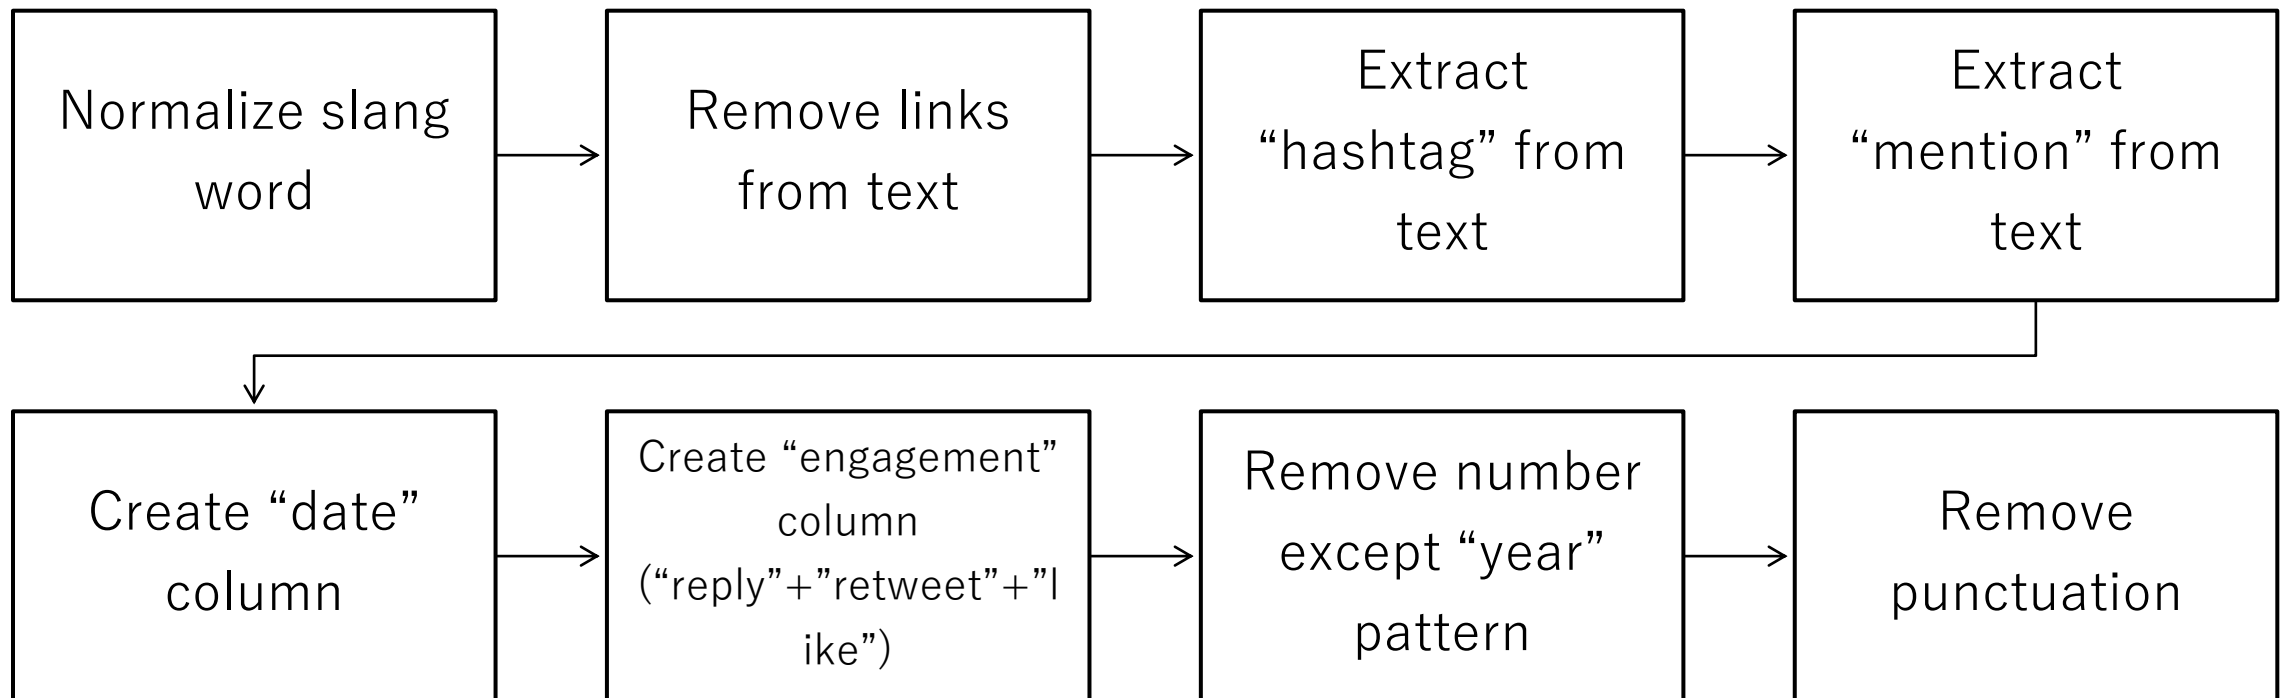 Normalize slang
word
Remove links
from text
Extract
“hashtag” from
text
Extract
“mention” from
text
Create “date”
column
Create “engagement”
column
(“reply”+”retweet”+”l
ike”)
Remove number
except “year”
pattern
Remove
punctuation